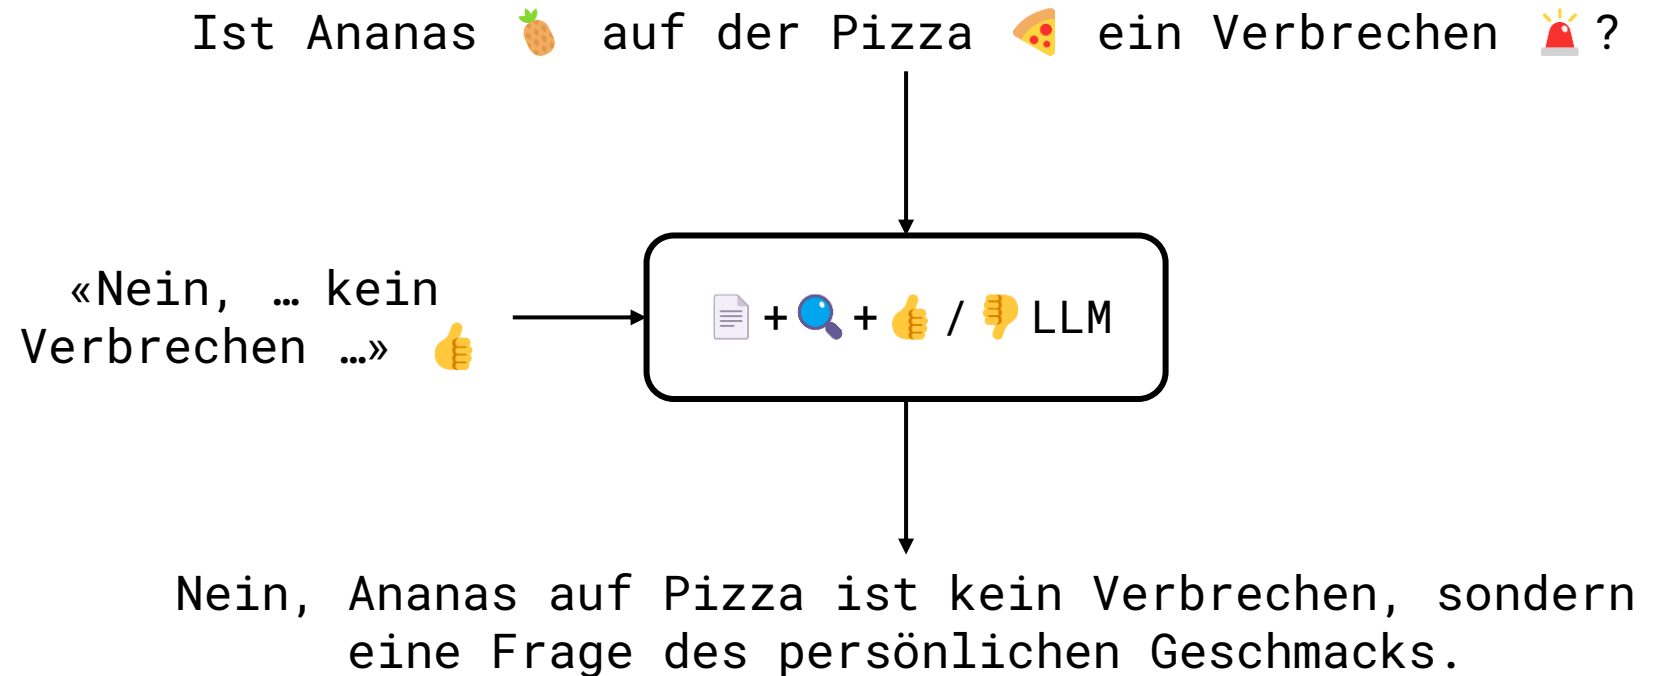 Ist Ananas 🍍 auf der Pizza 🍕 ein Verbrechen 🚨?
«Nein, … kein
Verbrechen …» 👍
📄+🔍+👍/👎LLM
Nein, Ananas auf Pizza ist kein Verbrechen, sondern
eine Frage des persönlichen Geschmacks.